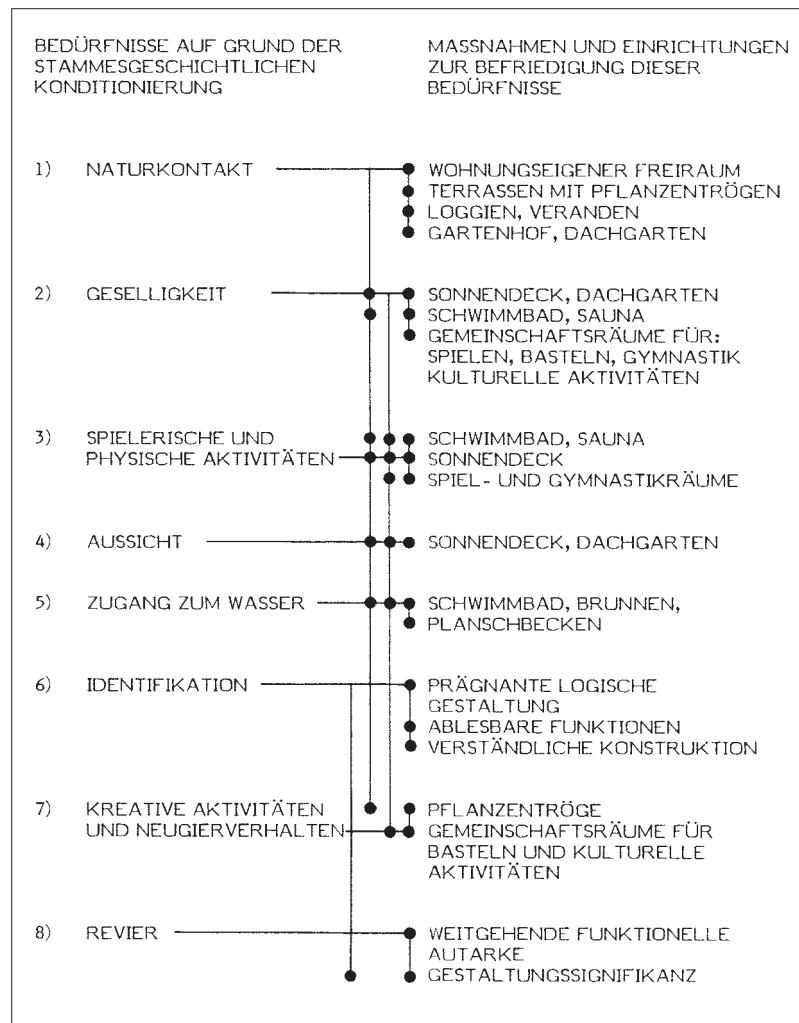 BEDÜRFNISSE AUF GRUND DER
STAMMESGESCHICHTLICHEN
KONDITIONIERUNG
MASSNAHMEN UND EINRICHTUNGEN
ZUR BEFRIEDIGUNG DIESER
BEDÜRFNISSE
1) NATURKONTAKT
WOHNUNGSEIGENER FREIRAUM
TERRASSEN MIT PFLANZENTRÖGEN
LOGGIEN, VERANDEN
GARTENHOF, DACHGARTEN
2) GESELLIGKEIT
SONNENDECK, DACHGARTEN
SCHWIMMBAD, SAUNA
GEMEINSCHAFTSRÄUME FÜR:
SPIELEN, BASTELN, GYMNASTIK
KULTURELLE AKTIVITÄTEN
3) SPIELERISCHE UND
PHYSISCHE AKTIVITÄTEN
SCHWIMMBAD, SAUNA
SONNENDECK
SPIEL- UND GYMNASTIKRÄUME
4) AUSSICHT
SONNENDECK, DACHGARTEN
5) ZUGANG ZUM WASSER
SCHWIMMBAD, BRUNNEN,
PLANSCHBECKEN
6) IDENTIFIKATION
PRÄGNANTE LOGISCHE
GESTALTUNG
ABLESBARE FUNKTIONEN
VERSTÄNDLICHE KONSTRUKTION
7) KREATIVE AKTIVITÄTEN
UND NEUGIERVERHALTEN
PFLANZENTRÖGE
GEMEINSCHAFTSRÄUME FÜR
BASTELN UND KULTURELLE
AKTIVITÄTEN
8) REVIER
WEITGEHENDE FUNKTIONELLE
AUTARKE
GESTALTUNGSSIGNIFIKANZ